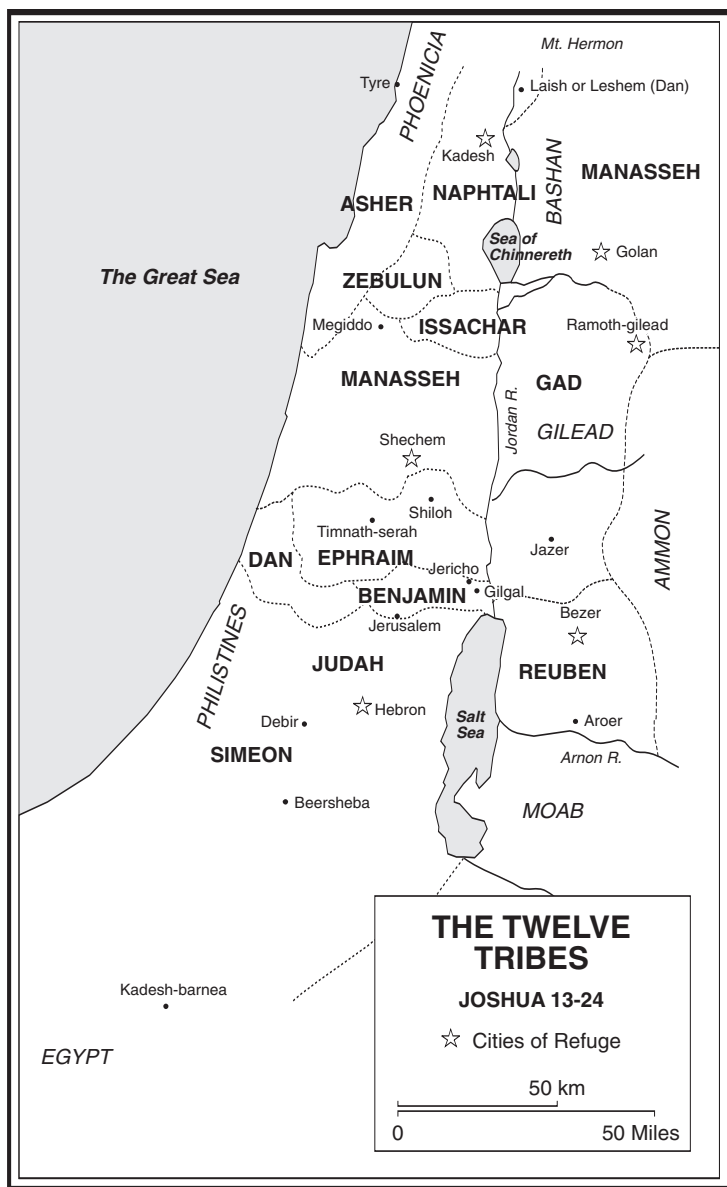 Mt. Hermon
PHOENICIA
Tyre
Laish or Leshem (Dan)
Kadesh
BASHAN
MANASSEH
NAPHTALI
ASHER
Sea of
Chinnereth
Golan
The Great Sea
ZEBULUN
Megiddo
ISSACHAR
Ramoth-gilead
MANASSEH
GAD
Jordan R.
GILEAD
Shechem
Shiloh
Timnath-serah
AMMON
Jazer
DAN
EPHRAIM
Jericho
BENJAMIN
Gilgal
Bezer
Jerusalem
PHILISTINES
JUDAH
REUBEN
Hebron
Salt
Sea
Debir
Aroer
SIMEON
Arnon R.
Beersheba
MOAB
THE TWELVE
TRIBES
JOSHUA 13-24
Cities of Refuge
Kadesh-barnea
EGYPT
50 km
0 50 Miles